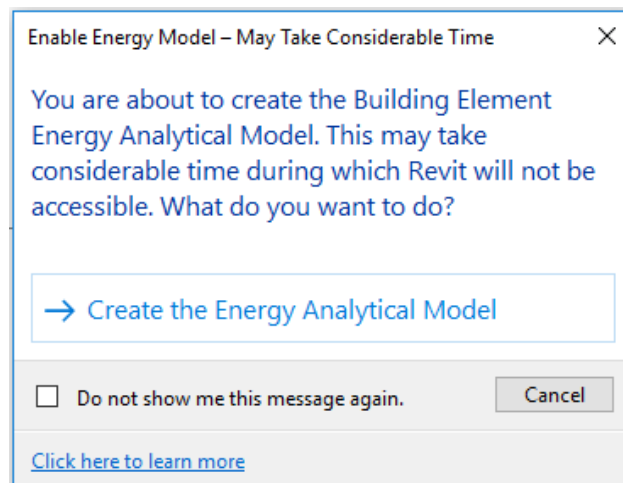 Enable Energy Model – May Take Considerable Time
You are about to create the Building Element
Energy Analytical Model. This may take
considerable time during which Revit will not be
accessible. What do you want to do?
Create the Energy Analytical Model
Do not show me this message again.
Cancel
Click here to learn more